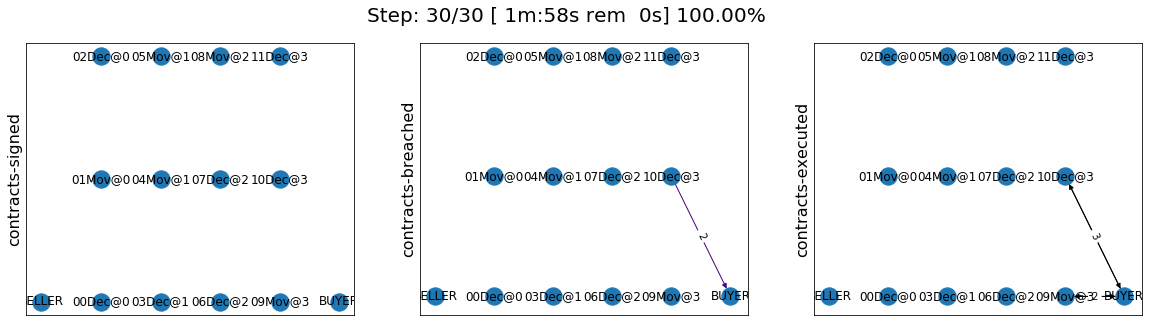 Step: 30/30 [ 1m:58s rem  0s] 100.00%
contracts-signed
02Dec@0 05Mov@1 08Mov@2 11Dec@3
01Mov@0 04Mov@1 07Dec@2 10Dec@3
ELLER 00Dec@0 03Dec@1 06Dec@2 09Mov@3 BUYER
contracts-breached
02Dec@0 05Mov@1 08Mov@2 11Dec@3
01Mov@0 04Mov@1 07Dec@2 10Dec@3
2
ELLER 00Dec@0 03Dec@1 06Dec@2 09Mov@3 BUYER
contracts-executed
02Dec@0 05Mov@1 08Mov@2 11Dec@3
01Mov@0 04Mov@1 07Dec@2 10Dec@3
3
ELLER 00Dec@0 03Dec@1 06Dec@2 09Mov@3 2 BUYER